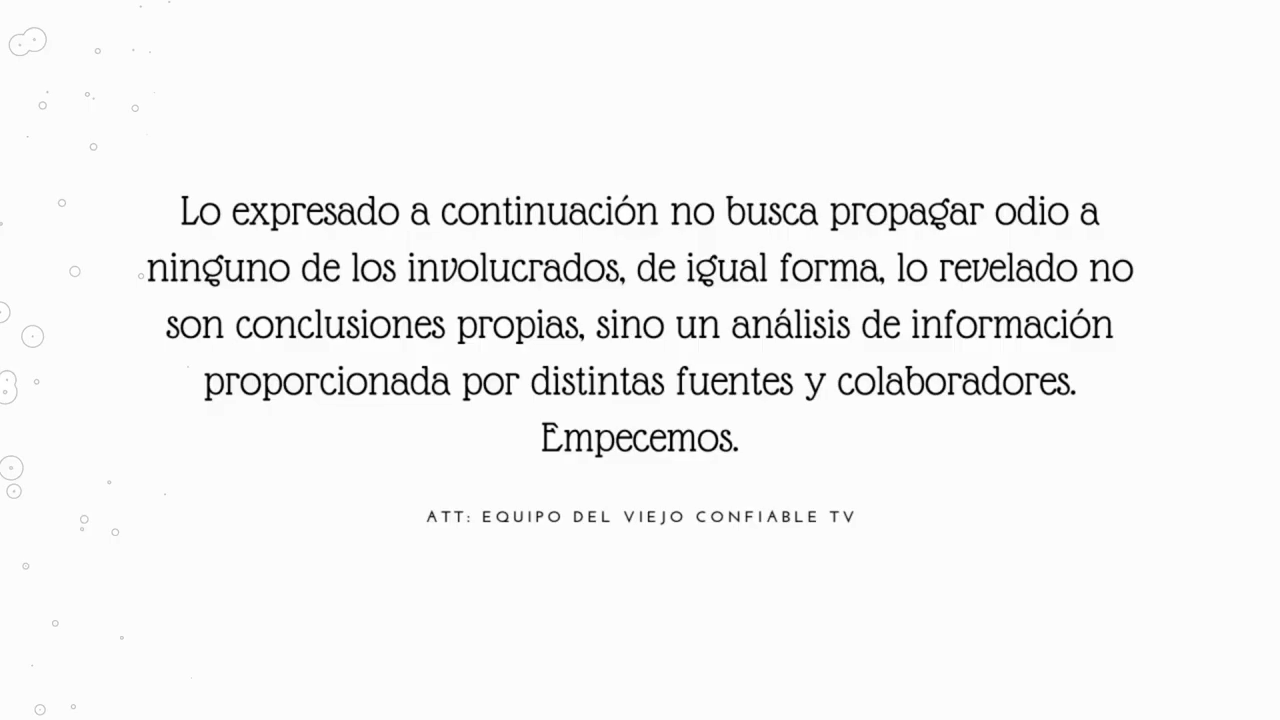 Lo expresado a continuación no busca propagar odio a
ninguno de los involucrados, de igual forma, lo revelado no
son conclusiones propias, sino un análisis de información
proporcionada por distintas fuentes y colaboradores.
Empecemos.
ATT: EQUIPO DEL VIEJO CONFIABLE TV